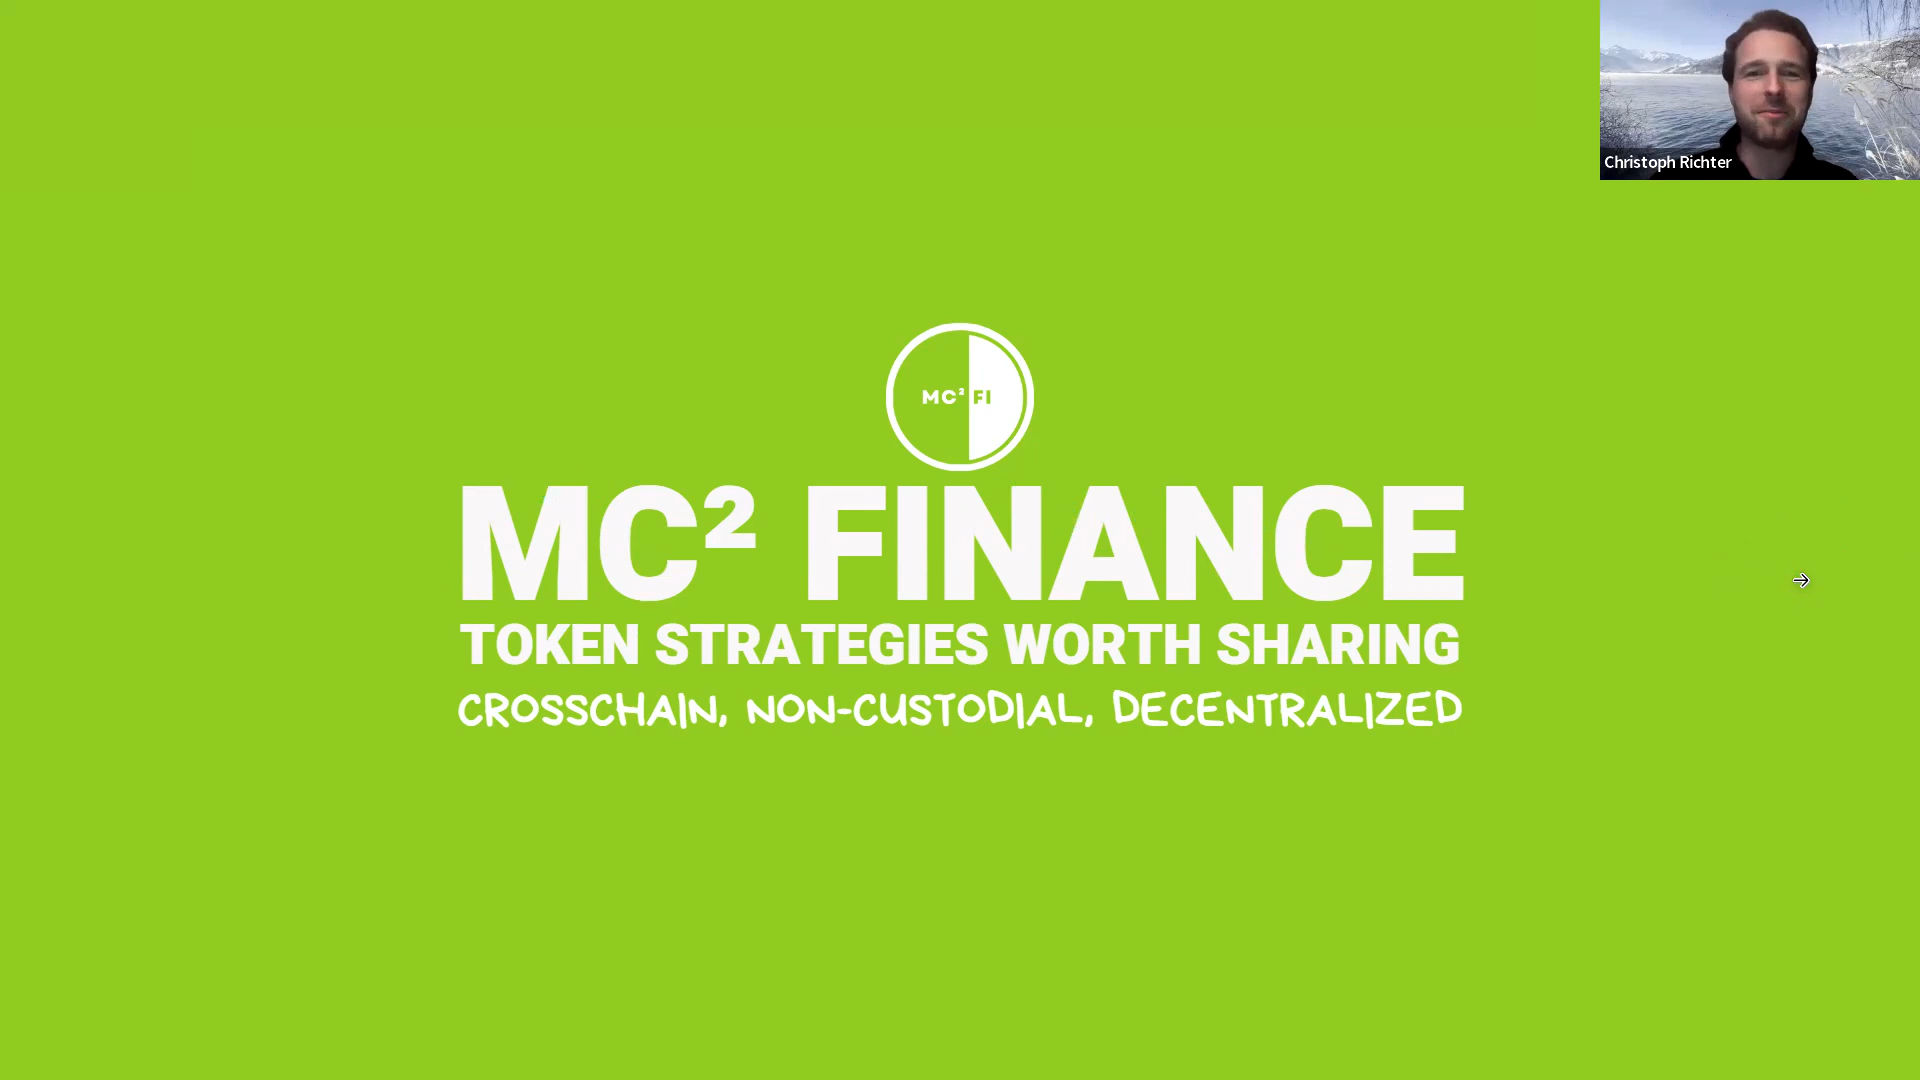 Christoph Richter
MC² FI
MC² FINANCE
TOKEN STRATEGIES WORTH SHARING
CROSSCHAIN, NON-CUSTODIAL, DECENTRALIZED